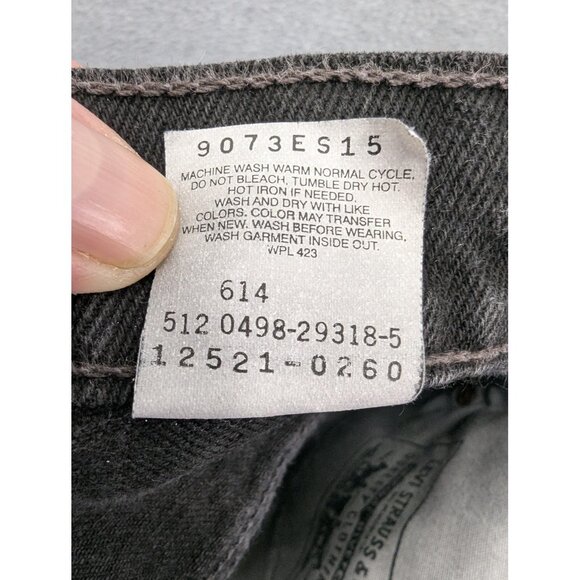 9073ES15
MACHINE WASH WARM NORMAL CYCLE.
DO NOT BLEACH. TUMBLE DRY HOT.
HOT IRON IF NEEDED.
WASH AND DRY WITH LIKE
COLORS. COLOR MAY TRANSFER
WHEN NEW. WASH BEFORE WEARING.
WASH GARMENT INSIDE OUT.
WPL 423
614
512 0498-29318-5
12521-0260
LEVI STRAUSS &